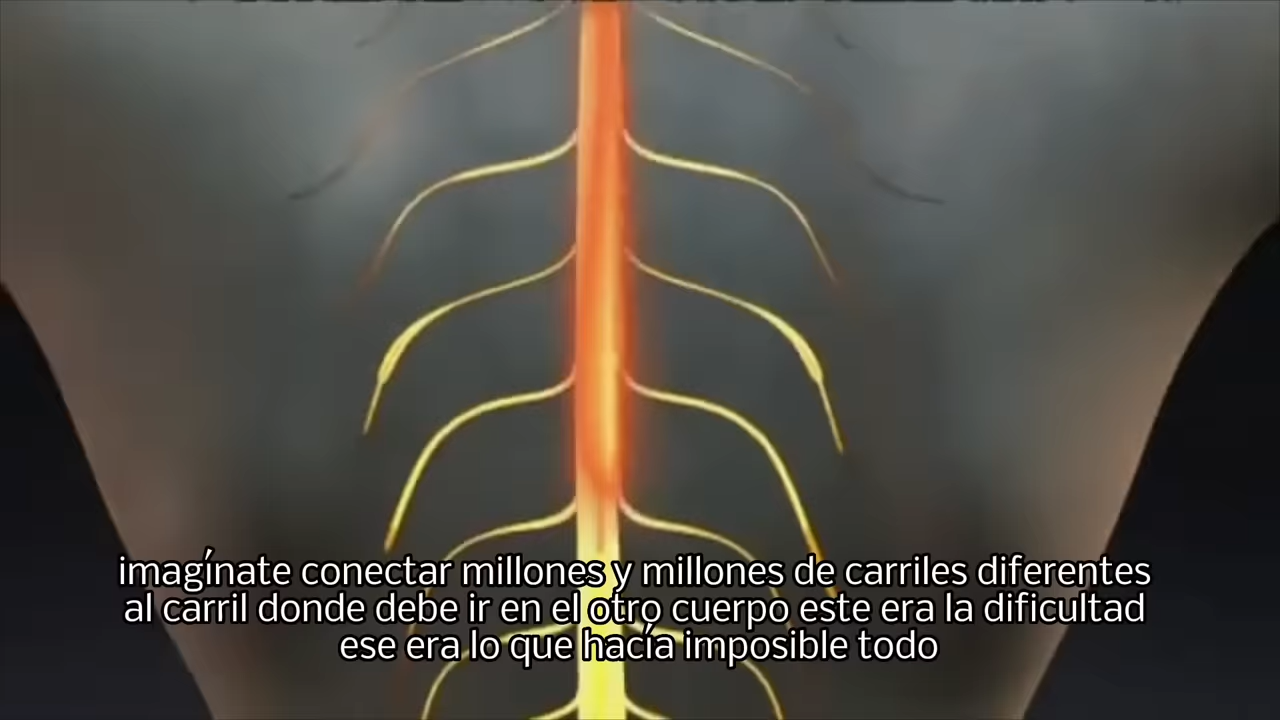 imagínate conectar millones y millones de carriles diferentes
al carril donde debe ir en el otro cuerpo este era la dificultad
ese era lo que hacía imposible todo